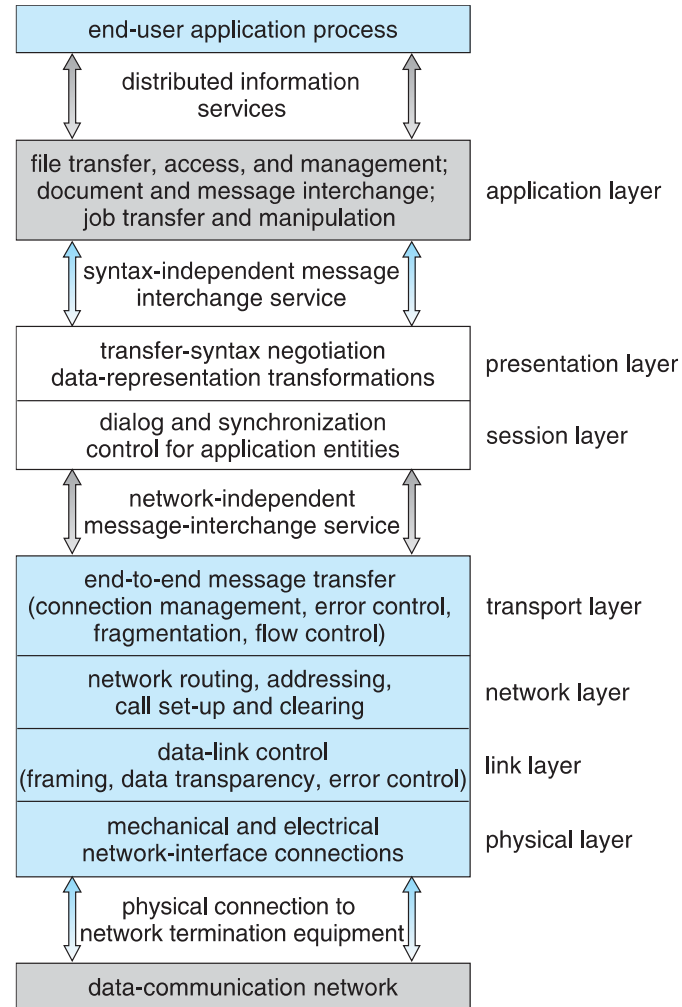 end-user application process
distributed information
services
file transfer, access, and management;
document and message interchange;
job transfer and manipulation
application layer
syntax-independent message
interchange service
transfer-syntax negotiation
data-representation transformations
presentation layer
dialog and synchronization
control for application entities
session layer
network-independent
message-interchange service
end-to-end message transfer
(connection management, error control,
fragmentation, flow control)
transport layer
network routing, addressing,
call set-up and clearing
network layer
data-link control
(framing, data transparency, error control)
link layer
mechanical and electrical
network-interface connections
physical layer
physical connection to
network termination equipment
data-communication network